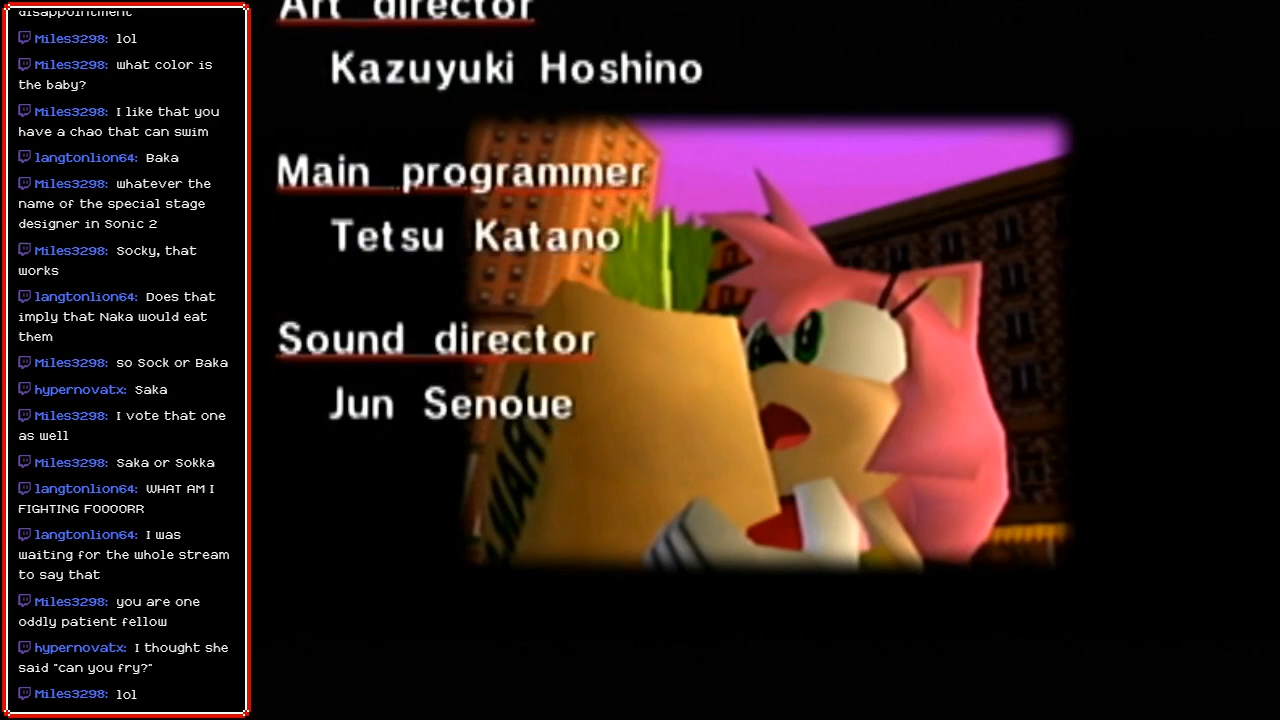 disappointment
Miles3298: lol
Miles3298: what color is
the baby?
Miles3298: I like that you
have a chao that can swim
langtonlion64: Baka
Miles3298: whatever the
name of the special stage
designer in Sonic 2
Miles3298: Socky, that
works
langtonlion64: Does that
imply that Naka would eat
them
Miles3298: so Sock or Baka
hypernovatx: Saka
Miles3298: I vote that one
as well
Miles3298: Saka or Sokka
langtonlion64: WHAT AM I
FIGHTING FOOOORR
langtonlion64: I was
waiting for the whole stream
to say that
Miles3298: you are one
oddly patient fellow
hypernovatx: I thought she
said "can you fry?"
Miles3298: lol
Art director
Kazuyuki Hoshino
Main programmer
Tetsu Katano
Sound director
Jun Senoue